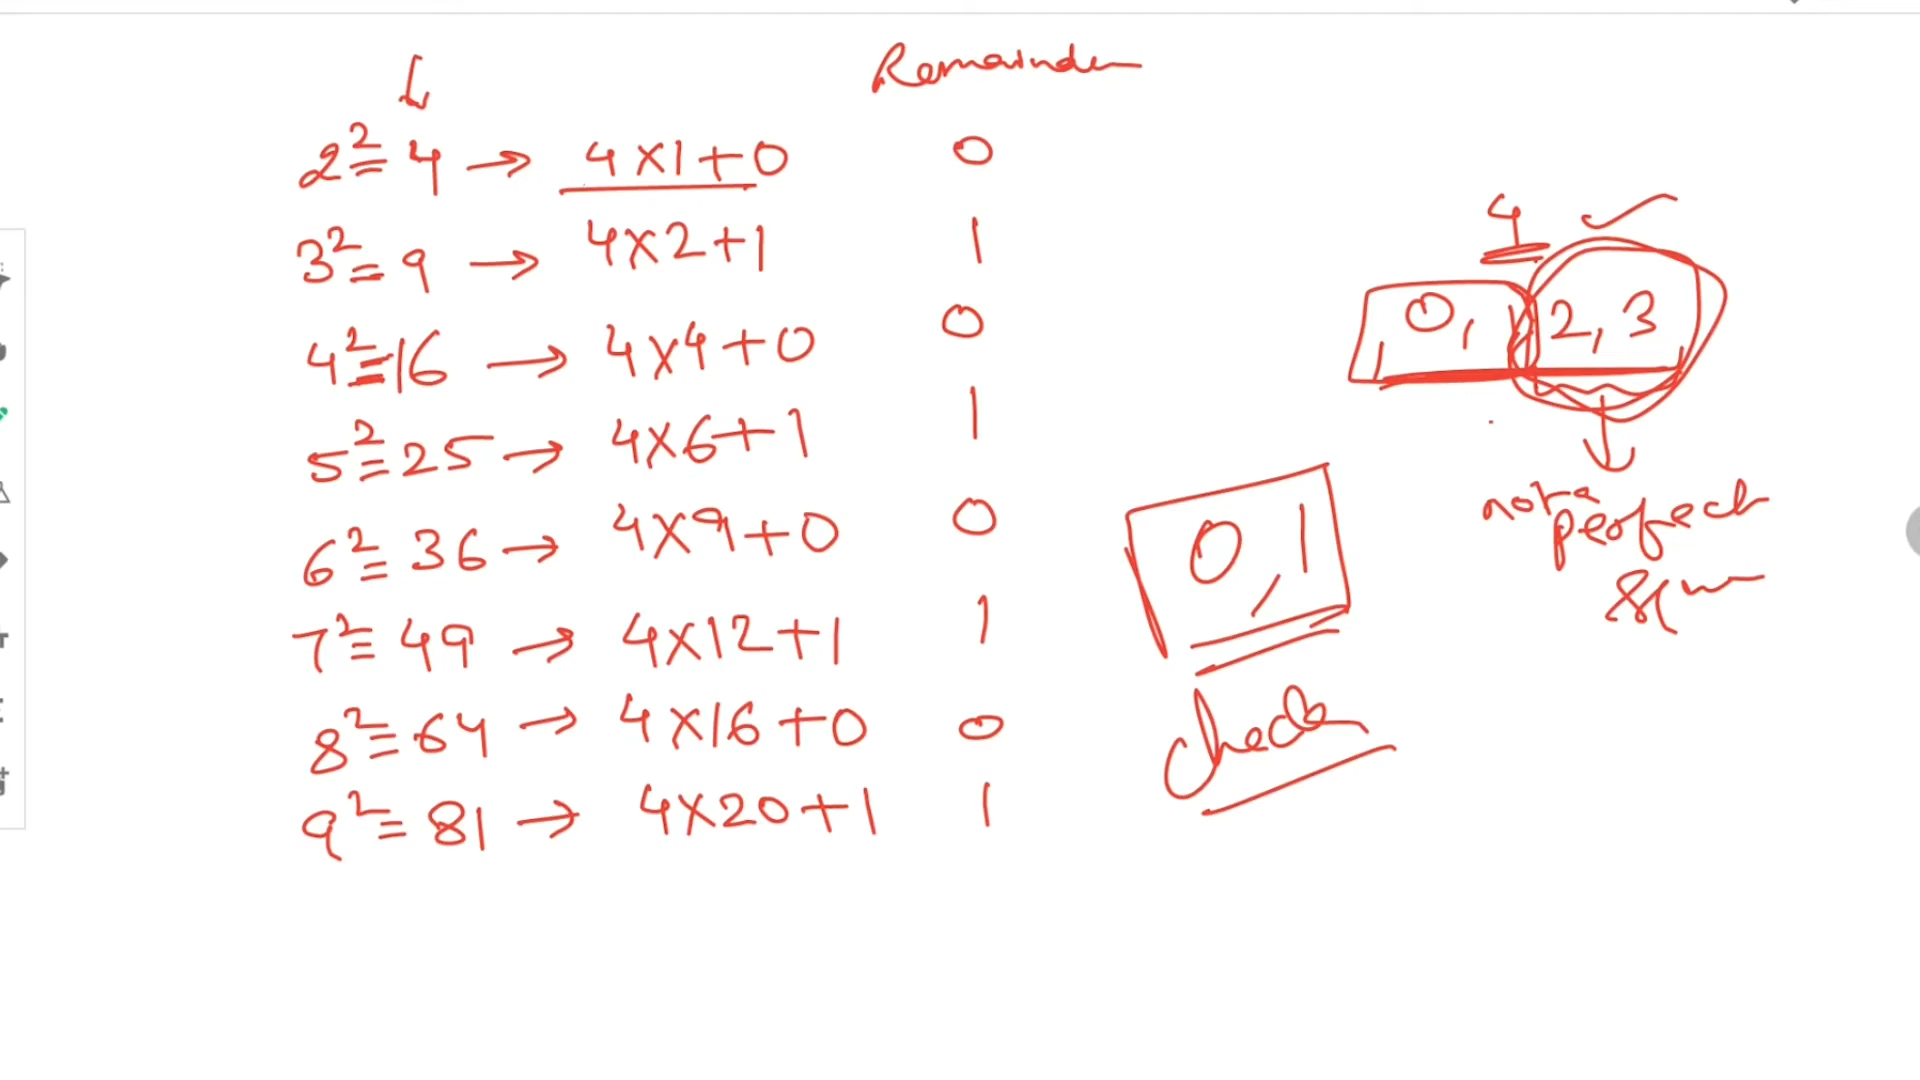 Remainder
2² = 4 → 4×1+0 0
3² = 9 → 4×2+1 1
4² = 16 → 4×4+0 0
5² = 25 → 4×6+1 1
6² = 36 → 4×9+0 0
7² = 49 → 4×12+1 1
8² = 64 → 4×16+0 0
9² = 81 → 4×20+1 1
0, 1
check
4
0, 1 2, 3
not a
perfect